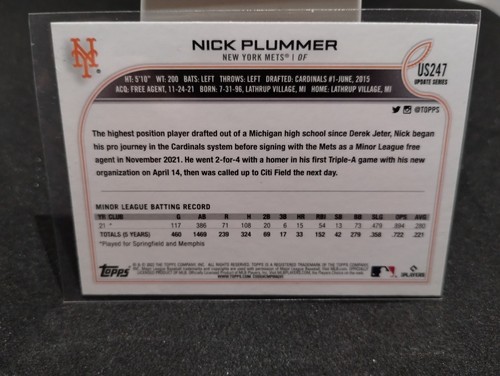 NICK PLUMMER
NEW YORK METS® | OF
US247
UPDATE SERIES
HT: 5'10" WT: 200 BATS: LEFT THROWS: LEFT DRAFTED: CARDINALS #1-JUNE, 2015
ACQ: FREE AGENT, 11-24-21 BORN: 7-31-96, LATHRUP VILLAGE, MI HOME: LATHRUP VILLAGE, MI
@TOPPS
The highest position player drafted out of a Michigan high school since Derek Jeter, Nick began
his pro journey in the Cardinals system before signing with the Mets as a Minor League free
agent in November 2021. He went 2-for-4 with a homer in his first Triple-A game with his new
organization on April 14, then was called up to Citi Field the next day.
MINOR LEAGUE BATTING RECORD
YR CLUB G AB R H 2B 3B HR RBI SB BB SLG OPS AVG
21 * 117 386 71 108 20 6 15 54 13 73 .479 .894 .280
TOTALS (5 YEARS) 460 1469 239 324 69 17 33 152 42 279 .358 .722 .221
*Played for Springfield and Memphis
Topps